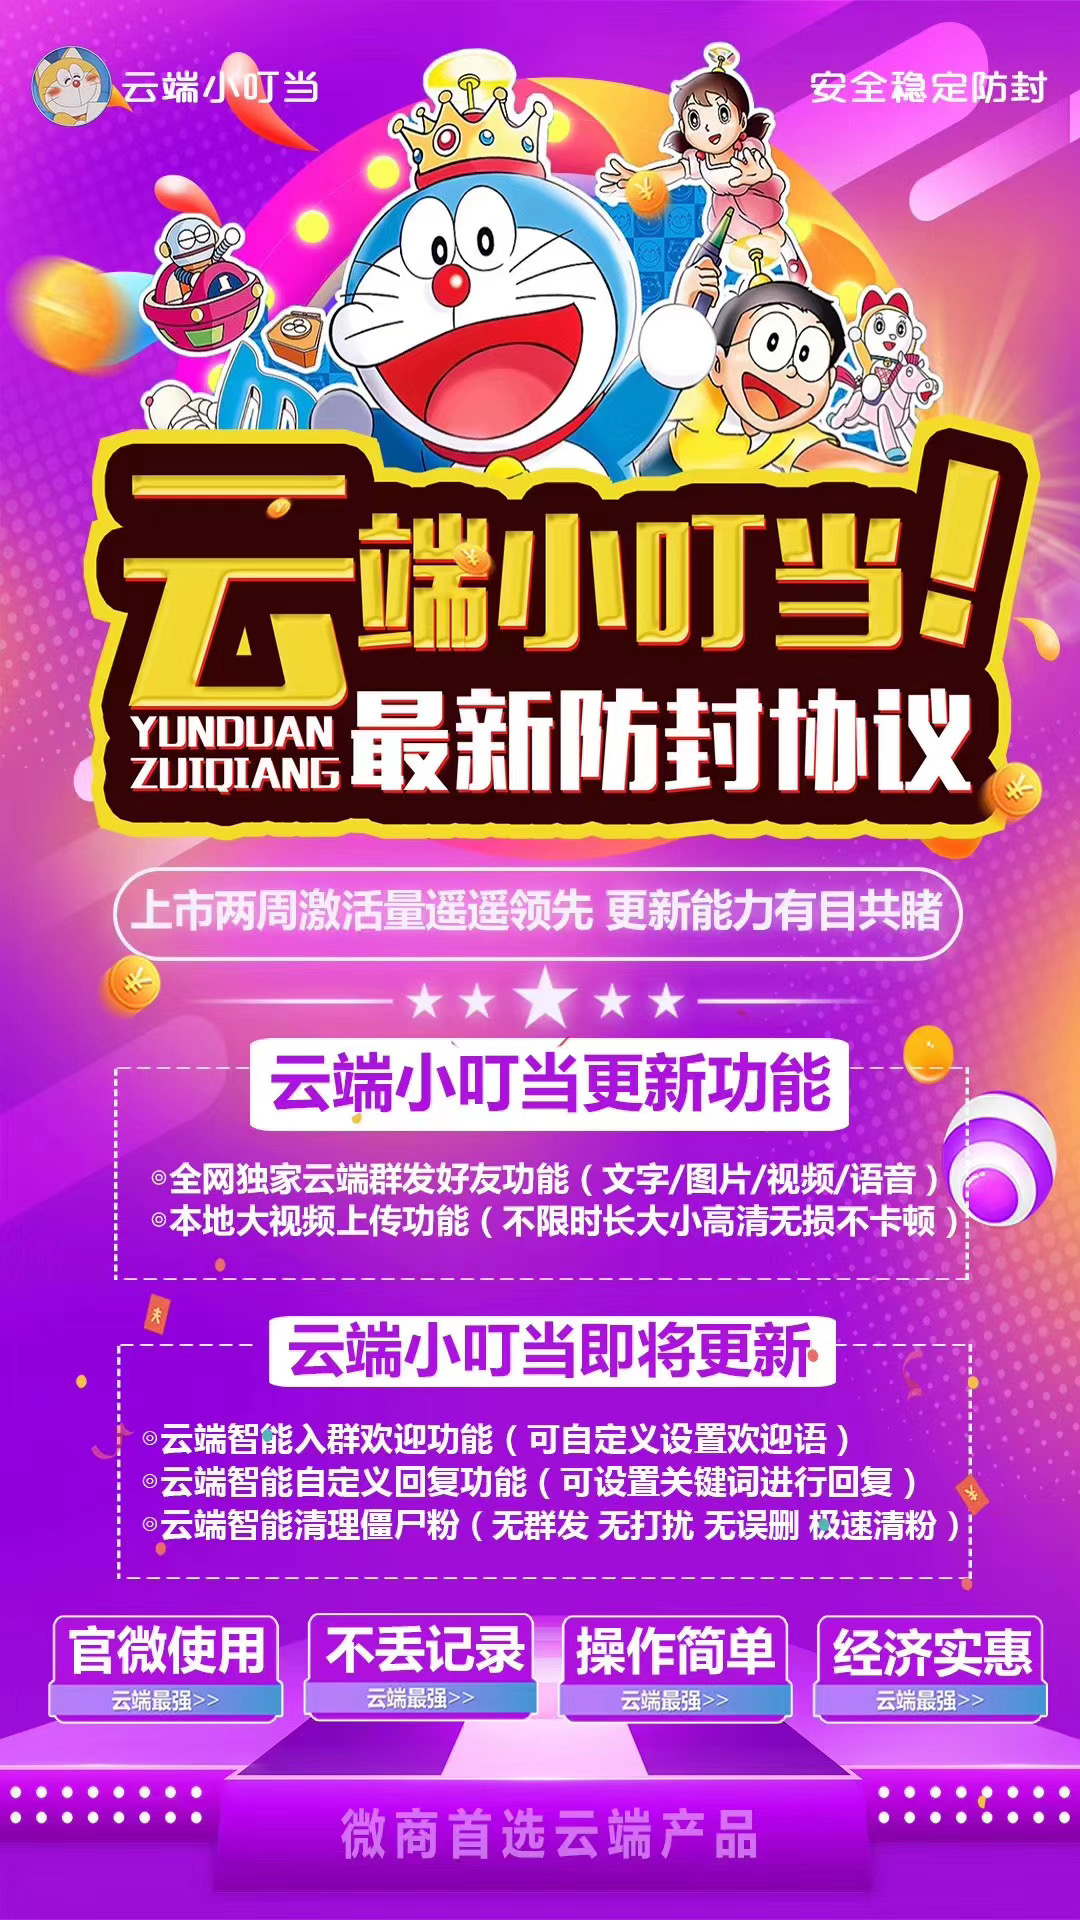 云端小叮当
安全稳定防封
云端小叮当!
YUNDUAN
ZUIQIANG
最新防封协议
上市两周激活量遥遥领先 更新能力有目共睹
云端小叮当更新功能
◎全网独家云端群发好友功能（文字/图片/视频/语音）
◎本地大视频上传功能（不限时长大小高清无损不卡顿）
云端小叮当即将更新
◎云端智能入群欢迎功能（可自定义设置欢迎语）
◎云端智能自定义回复功能（可设置关键词进行回复）
◎云端智能清理僵尸粉（无群发 无打扰 无误删 极速清粉）
官微使用
云端最强>>
不丢记录
云端最强>>
操作简单
云端最强>>
经济实惠
云端最强>>
微商首选云端产品